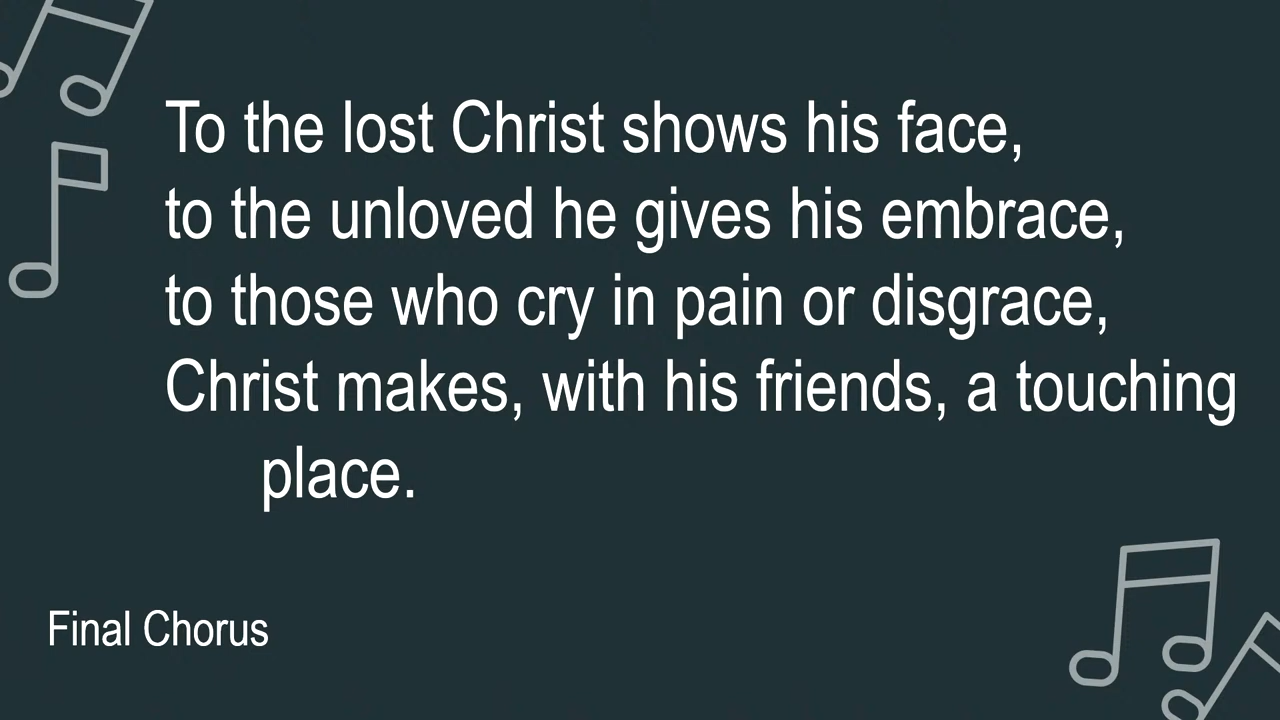 To the lost Christ shows his face,
to the unloved he gives his embrace,
to those who cry in pain or disgrace,
Christ makes, with his friends, a touching
place.
Final Chorus